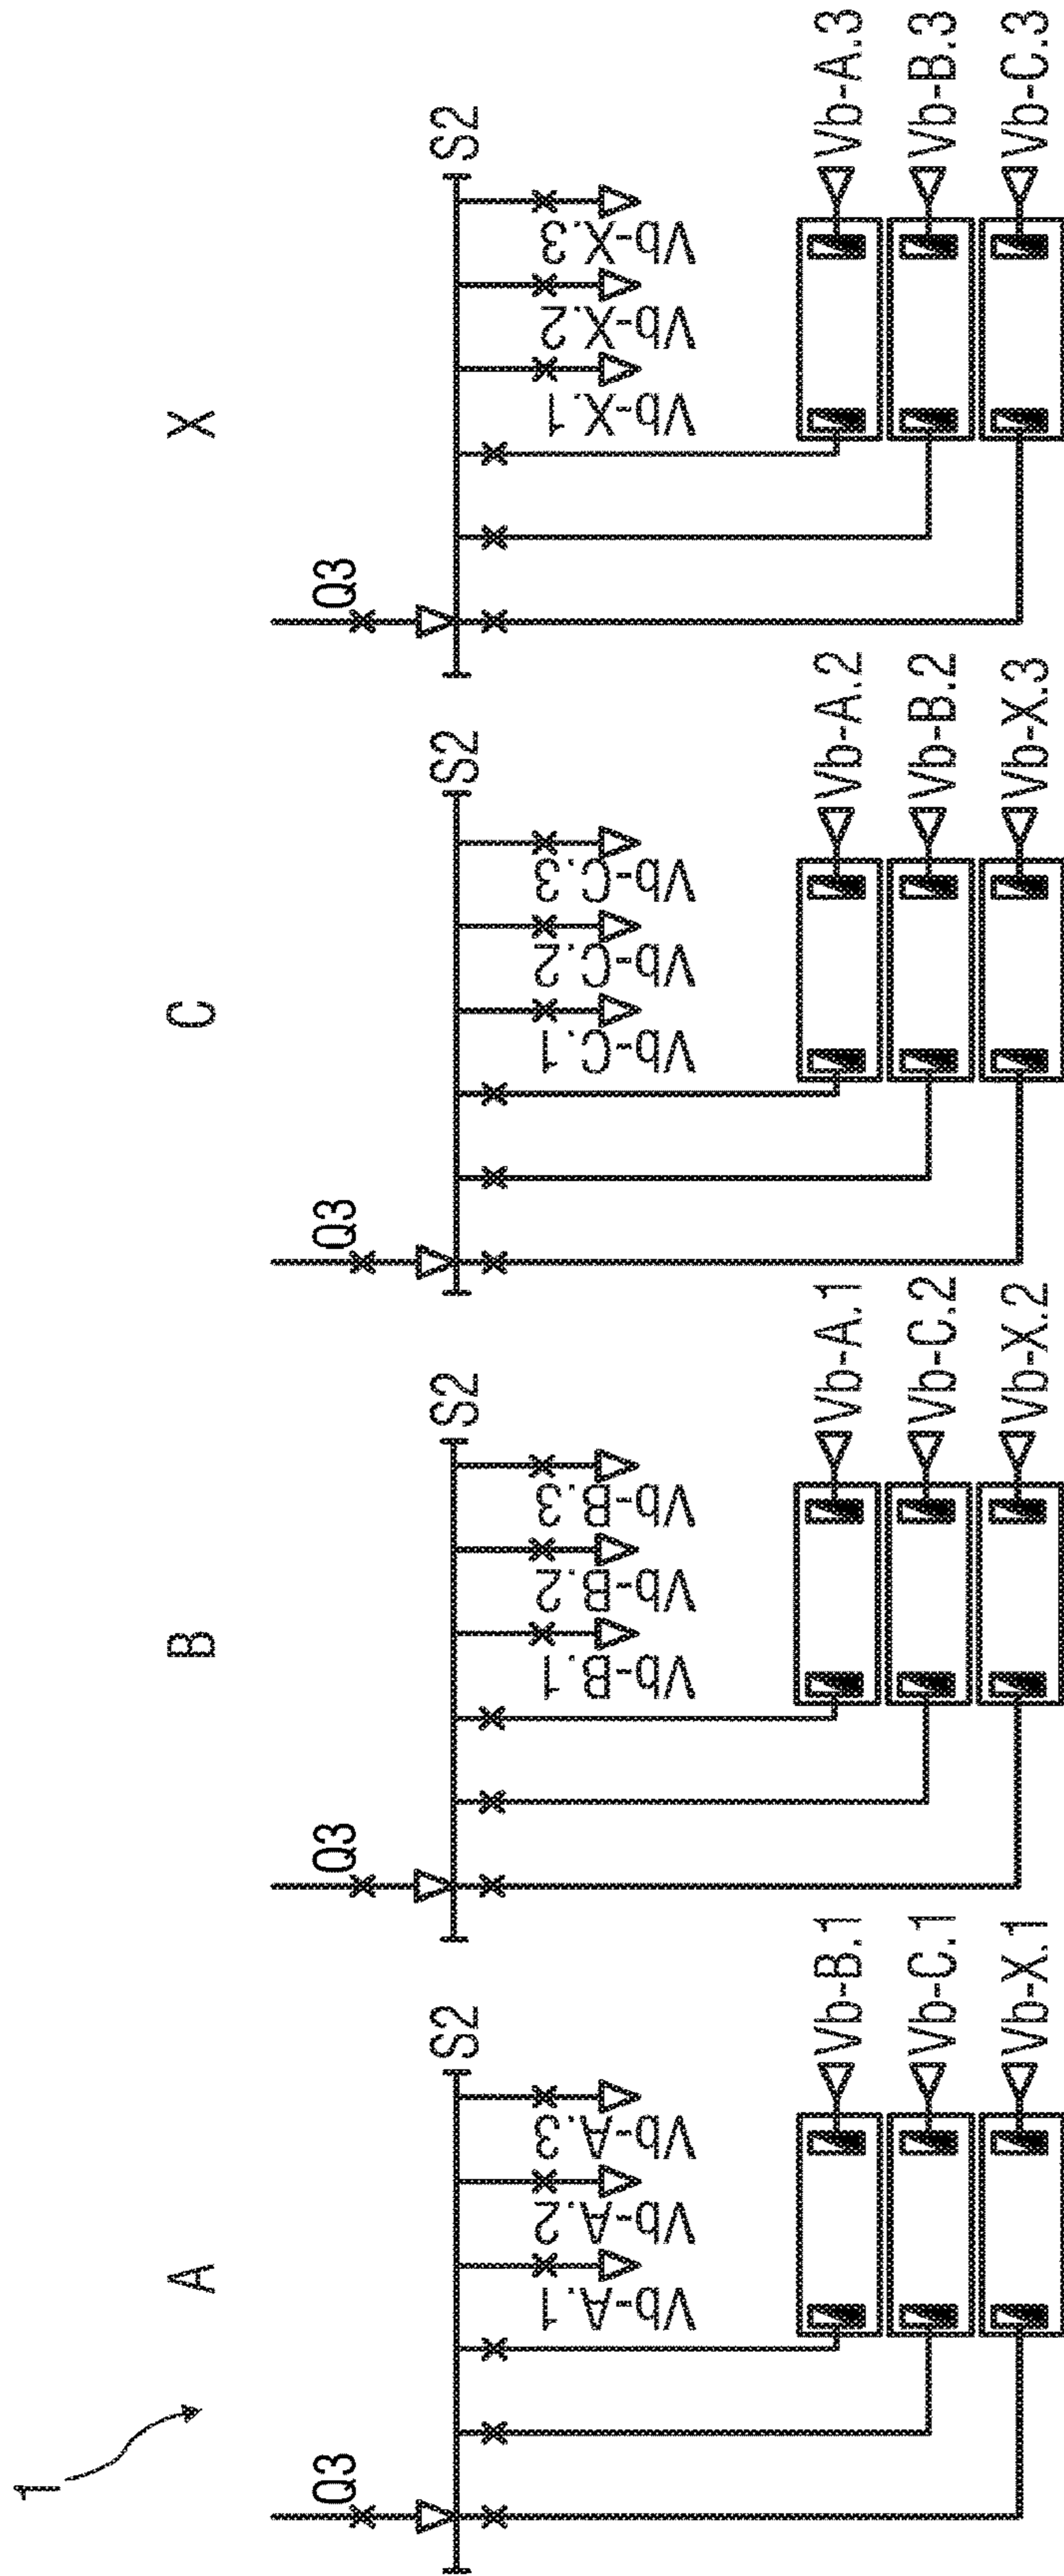 1
A
B
C
X
Q3
Q3
Q3
Q3
S2
S2
S2
S2
Vb-A.1
Vb-A.2
Vb-A.3
Vb-B.1
Vb-B.2
Vb-B.3
Vb-C.1
Vb-C.2
Vb-C.3
Vb-X.1
Vb-X.2
Vb-X.3
Vb-B.1
Vb-C.1
Vb-X.1
Vb-A.1
Vb-C.2
Vb-X.2
Vb-A.2
Vb-B.2
Vb-X.3
Vb-A.3
Vb-B.3
Vb-C.3